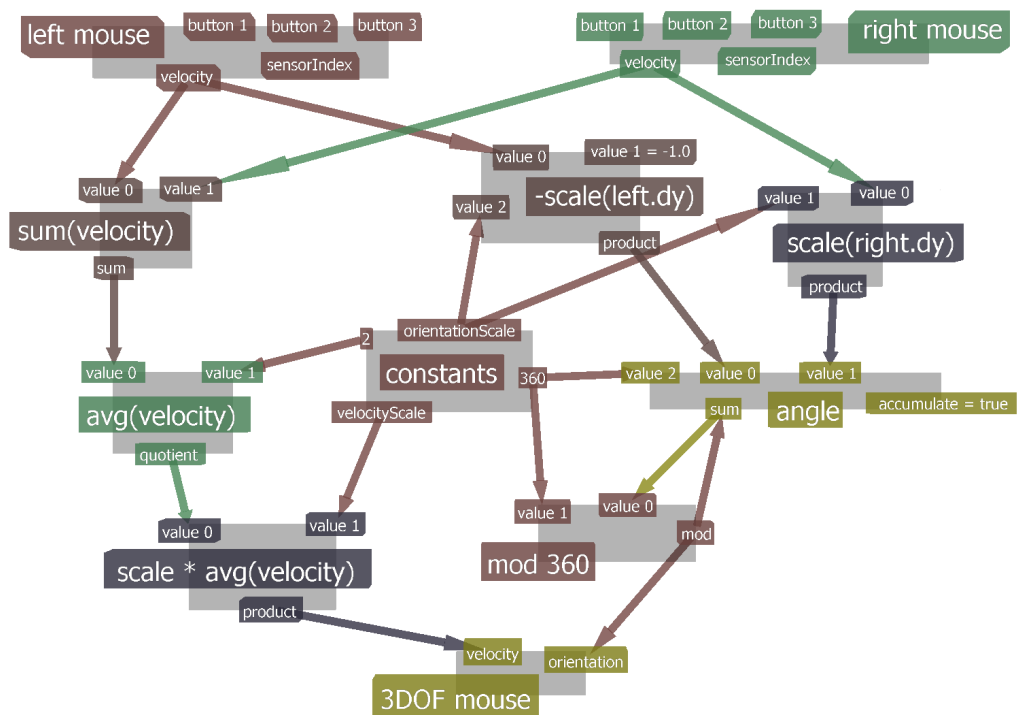 left mouse
button 1
button 2
button 3
sensorIndex
velocity
button 1
button 2
button 3
right mouse
velocity
sensorIndex
value 0
value 1 = -1.0
value 0
value 1
sum(velocity)
sum
value 2
-scale(left.dy)
product
value 1
value 0
scale(right.dy)
product
orientationScale
2
constants
360
velocityScale
value 0
value 1
avg(velocity)
quotient
value 2
value 0
value 1
sum
angle
accumulate = true
value 1
value 0
mod 360
mod
value 0
value 1
scale * avg(velocity)
product
velocity
orientation
3DOF mouse